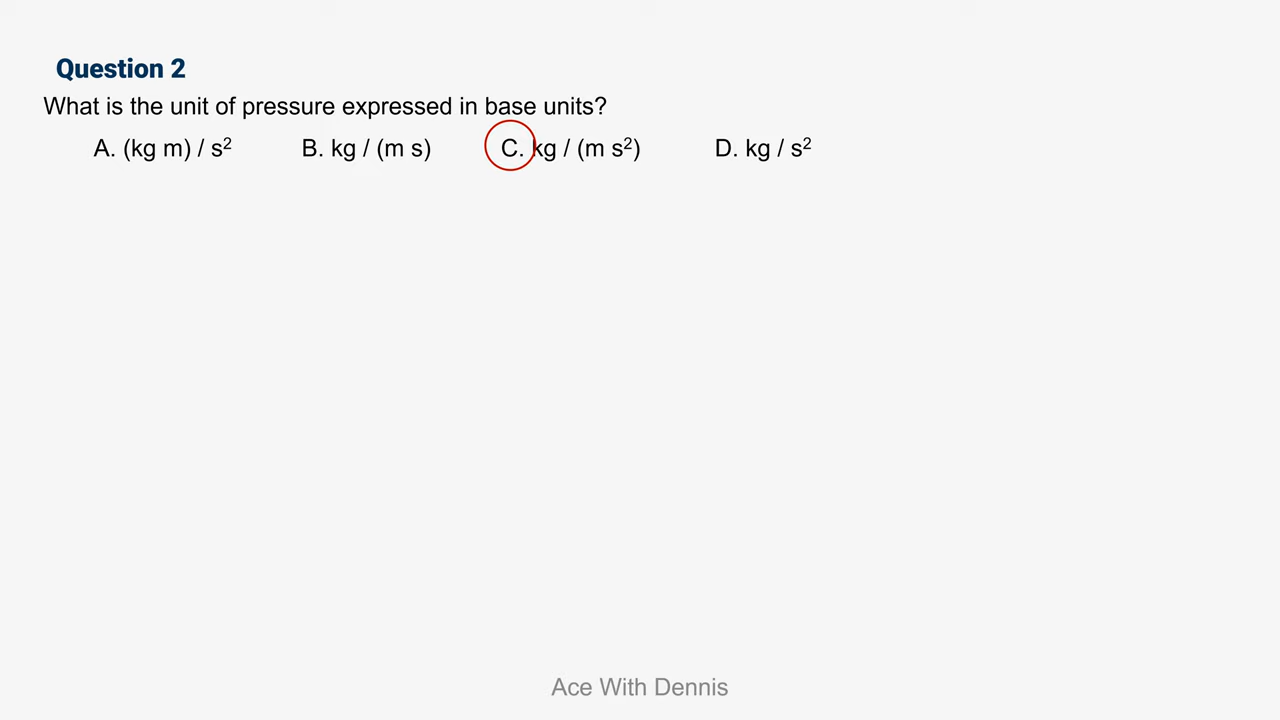 Question 2
What is the unit of pressure expressed in base units?
A. (kg m) / s² B. kg / (m s) C. kg / (m s²) D. kg / s²
Ace With Dennis